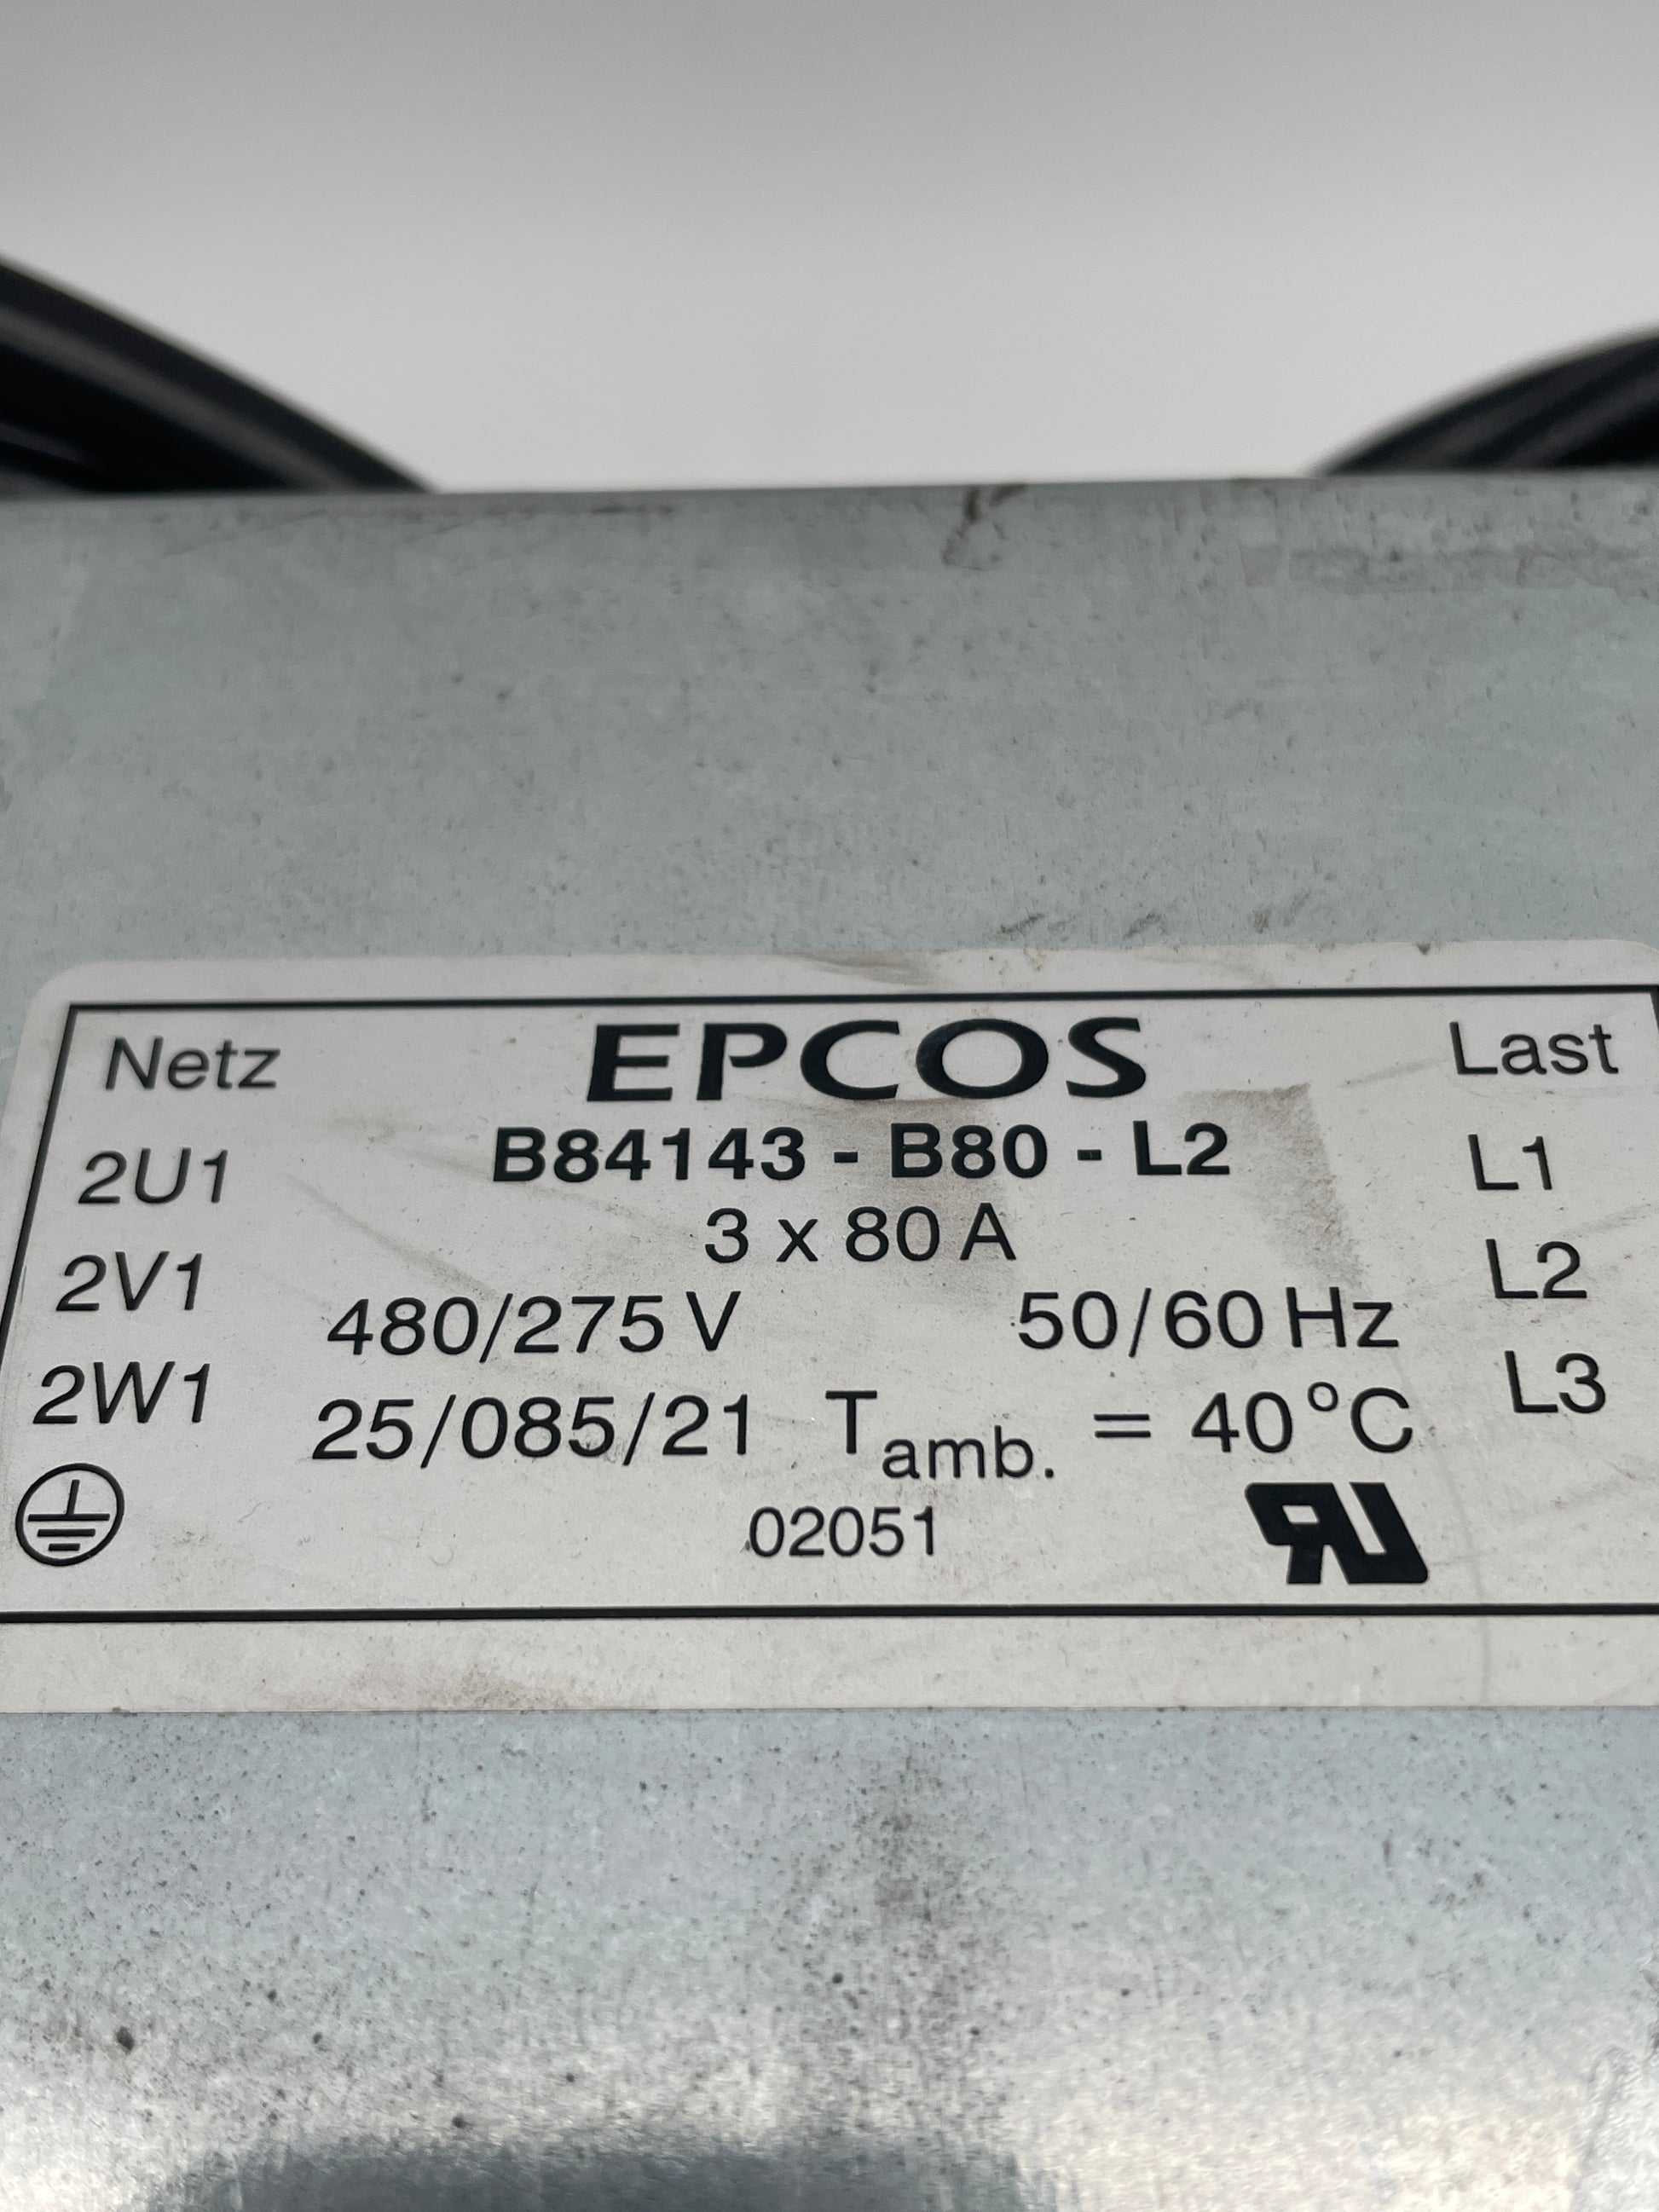 Netz EPCOS Last
2U1 B84143 - B80 - L2 L1
3 x 80 A
2V1 480/275 V 50/60 Hz L2
2W1 25/085/21 Tamb. = 40 °C L3
02051